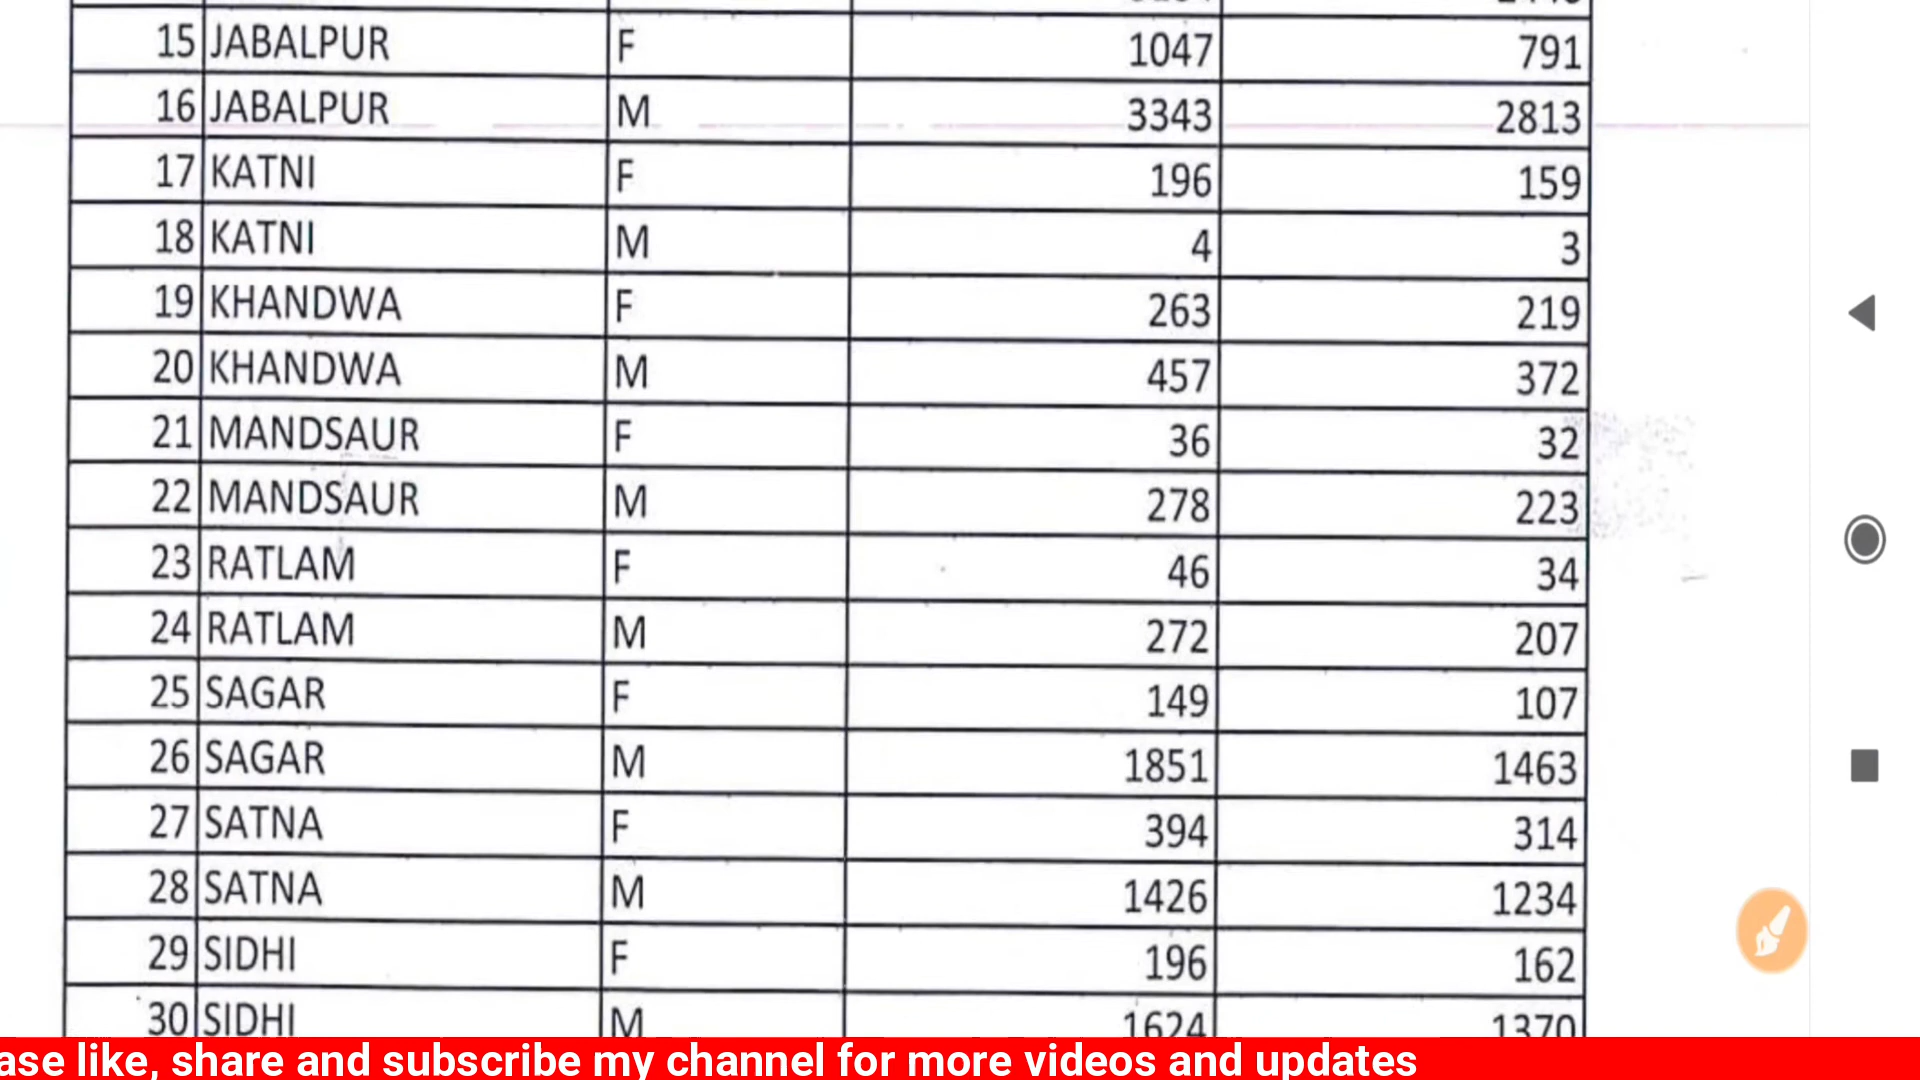 15 JABALPUR F 1047 791
16 JABALPUR M 3343 2813
17 KATNI F 196 159
18 KATNI M 4 3
19 KHANDWA F 263 219
20 KHANDWA M 457 372
21 MANDSAUR F 36 32
22 MANDSAUR M 278 223
23 RATLAM F 46 34
24 RATLAM M 272 207
25 SAGAR F 149 107
26 SAGAR M 1851 1463
27 SATNA F 394 314
28 SATNA M 1426 1234
29 SIDHI F 196 162
30 SIDHI M 1624 1370
ase like, share and subscribe my channel for more videos and updates